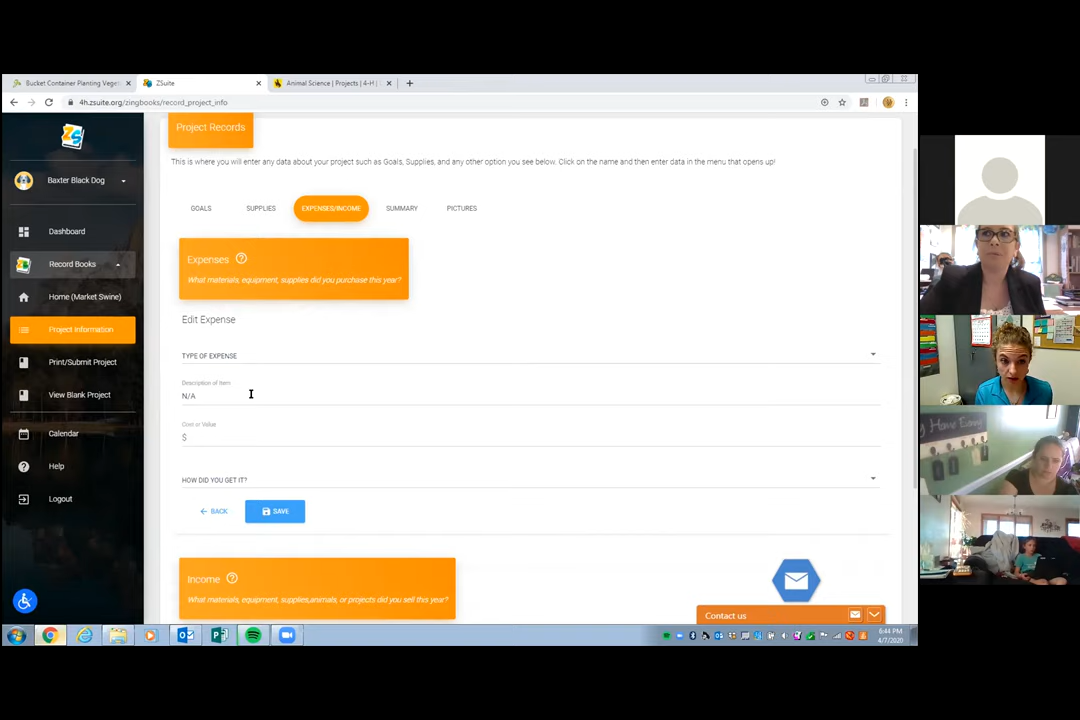 Bucket Container Planting Veget
ZSuite
Animal Science | Projects | 4-H |
4h.zsuite.org/zingbooks/record_project_info
ZS
Baxter Black Dog
Dashboard
Record Books
Home (Market Swine)
Project Information
Print/Submit Project
View Blank Project
Calendar
Help
Logout
Project Records
This is where you will enter any data about your project such as Goals, Supplies, and any other option you see below. Click on the name and then enter data in the menu that opens up!
GOALS SUPPLIES EXPENSES/INCOME SUMMARY PICTURES
Expenses
What materials, equipment, supplies did you purchase this year?
Edit Expense
TYPE OF EXPENSE
Description of Item
N/A
Cost or Value
$
HOW DID YOU GET IT?
BACK SAVE
Income
What materials, equipment, supplies,animals, or projects did you sell this year?
Contact us
6:44 PM
4/7/2020